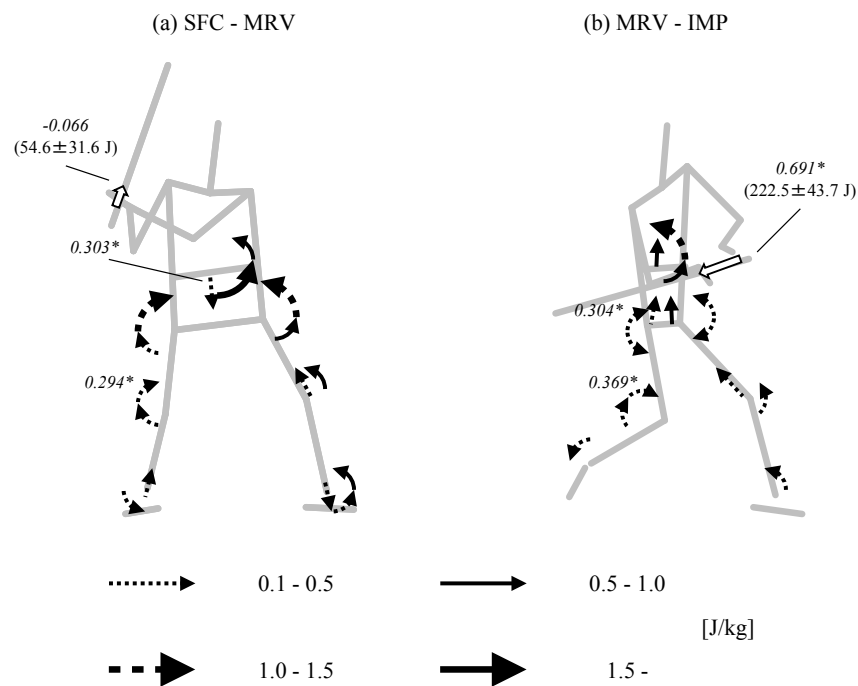 (a) SFC - MRV
(b) MRV - IMP
-0.066
(54.6±31.6 J)
0.303*
0.294*
0.691*
(222.5±43.7 J)
0.304*
0.369*
0.1 - 0.5
0.5 - 1.0
[J/kg]
1.0 - 1.5
1.5 -